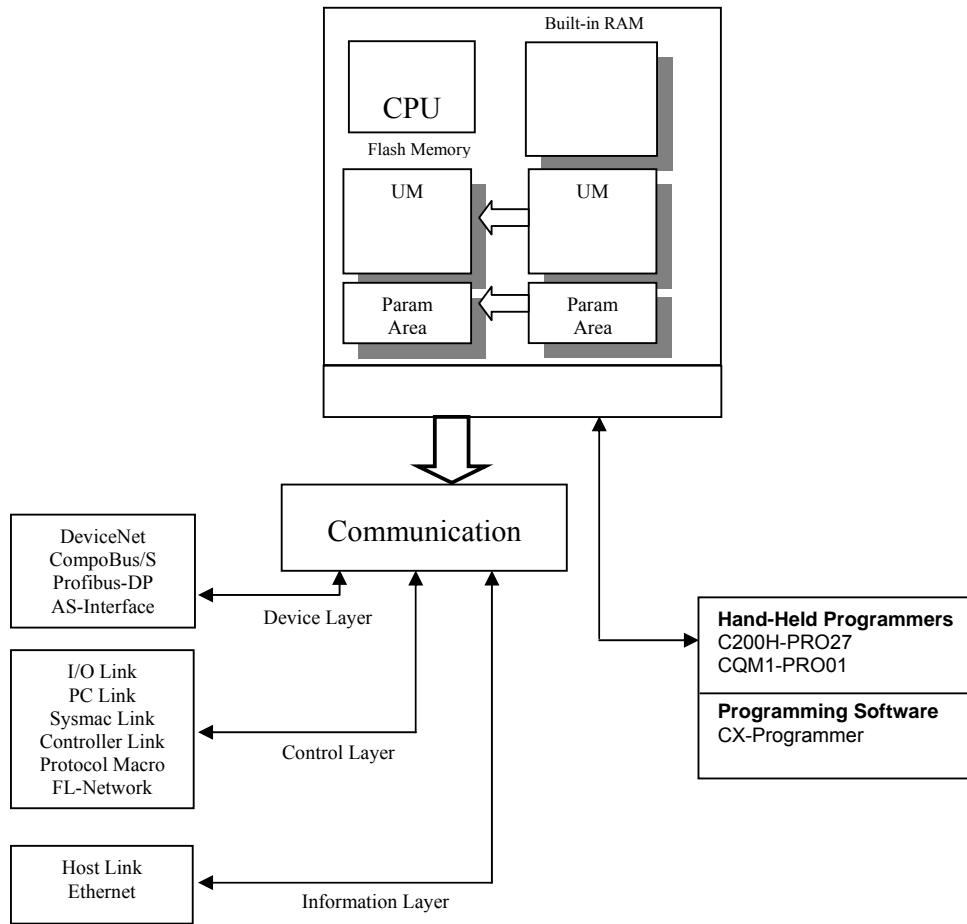 Built-in RAM
CPU
Flash Memory
UM
UM
Param
Area
Param
Area
Communication
DeviceNet
CompoBus/S
Profibus-DP
AS-Interface
Device Layer
I/O Link
PC Link
Sysmac Link
Controller Link
Protocol Macro
FL-Network
Control Layer
Host Link
Ethernet
Information Layer
Hand-Held Programmers
C200H-PRO27
CQM1-PRO01
Programming Software
CX-Programmer